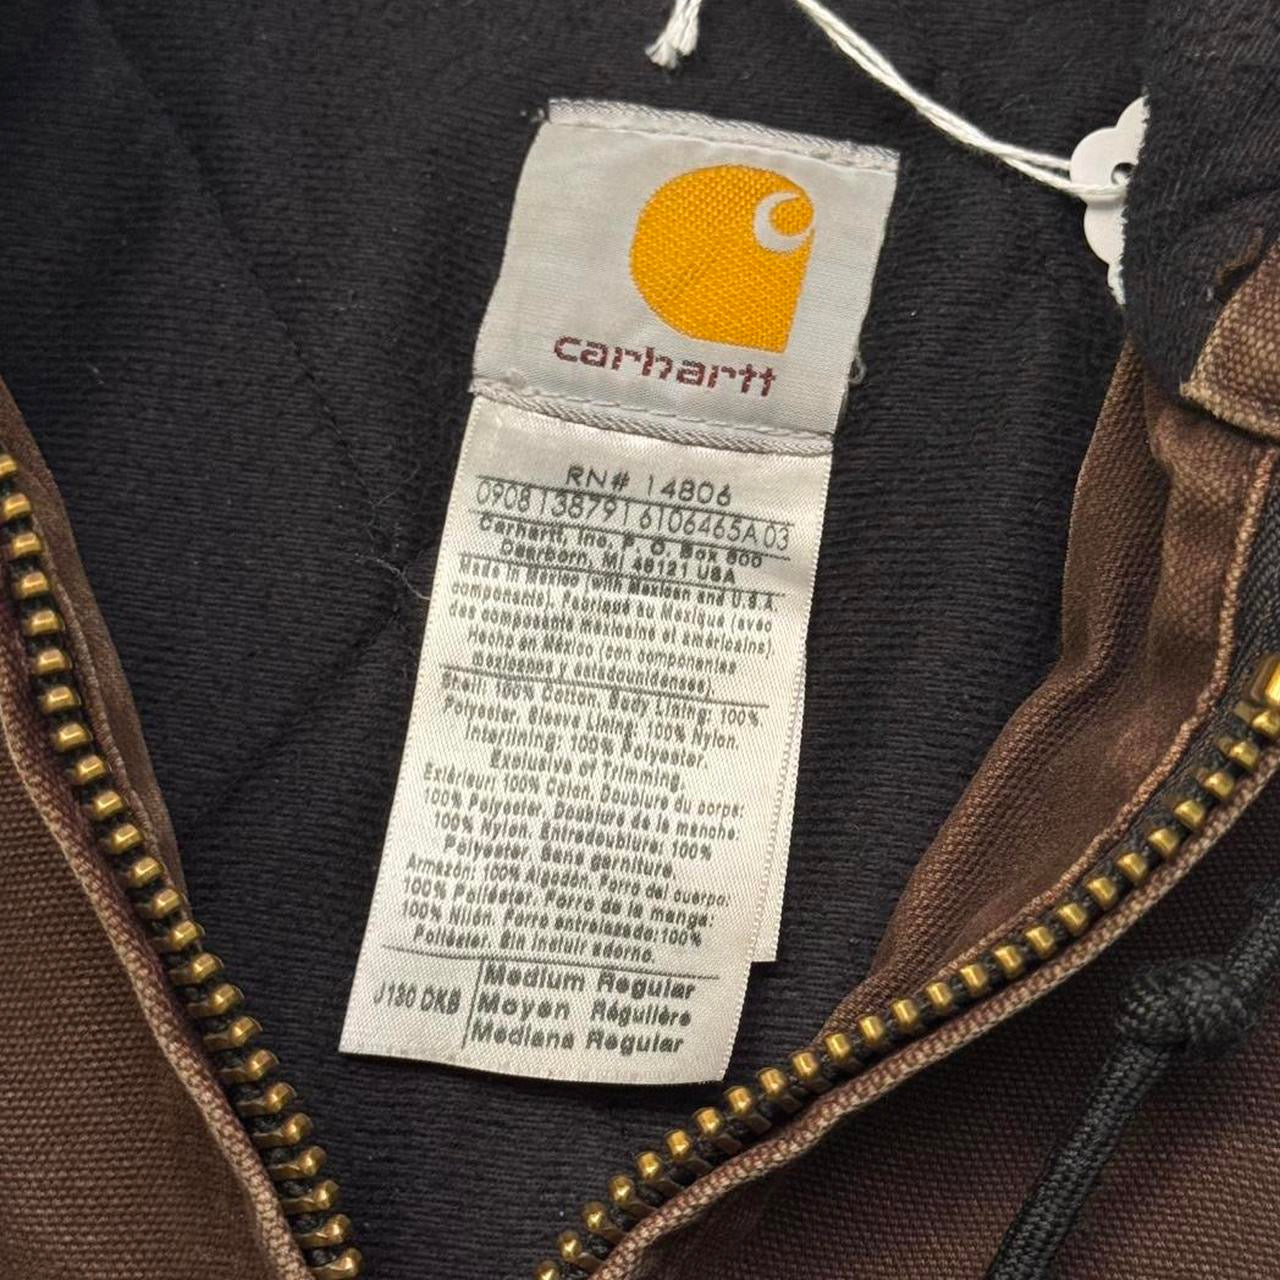 carhartt
RN# 14806
0908138791 6106465A 03
Carhartt, Inc, P. O. Box 600
Dearborn, MI 48121 USA
Made in Mexico (with Mexican and U.S.A.
components). Fabriqué au Mexique (avec
des composants mexicains et américains).
Hecho en México (con componentes
mexicanos y estadounidenses).
Shell: 100% Cotton, Body Lining: 100%
Polyester, Sleeve Lining: 100% Nylon.
Interlining: 100% Polyester.
Exclusive of Trimming.
Extérieur: 100% Coton, Doublure du corps:
100% Polyester, Doublure de la manche:
100% Nylon. Entredoublure: 100%
Polyester. Sans garniture.
Armazón: 100% Algodón, Forro del cuerpo:
100% Poliéster, Forro de la manga:
100% Nilón. Forro entrelazado: 100%
Poliéster. Sin incluir adorno.
J130 DKB
Medium Regular
Moyen Régulière
Mediana Regular